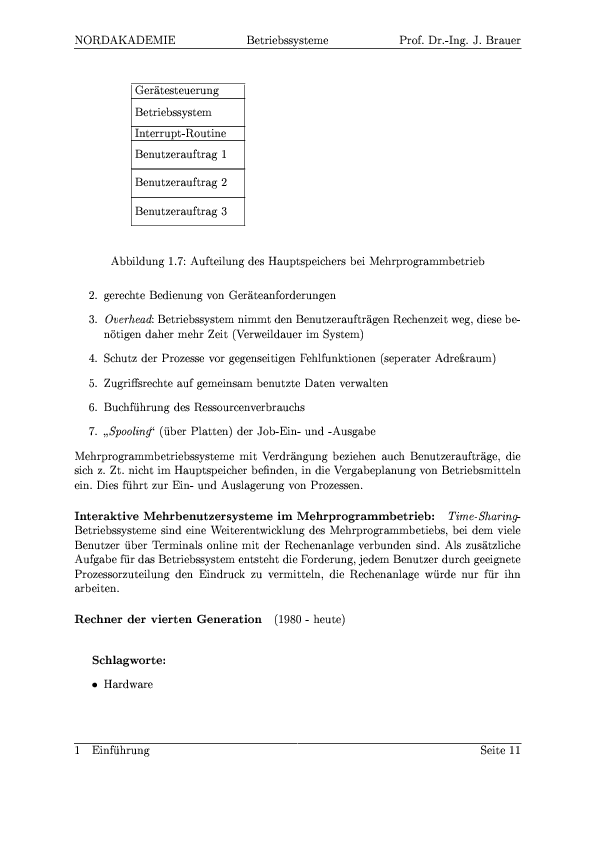 NORDAKADEMIE Betriebssysteme Prof. Dr.-Ing. J. Brauer
Gerätesteuerung
Betriebssystem
Interrupt-Routine
Benutzerauftrag 1
Benutzerauftrag 2
Benutzerauftrag 3
Abbildung 1.7: Aufteilung des Hauptspeichers bei Mehrprogrammbetrieb
2. gerechte Bedienung von Geräteanforderungen
3. Overhead: Betriebssystem nimmt den Benutzeraufträgen Rechenzeit weg, diese be-
nötigen daher mehr Zeit (Verweildauer im System)
4. Schutz der Prozesse vor gegenseitigen Fehlfunktionen (seperater Adreßraum)
5. Zugriffsrechte auf gemeinsam benutzte Daten verwalten
6. Buchführung des Ressourcenverbrauchs
7. „Spooling“ (über Platten) der Job-Ein- und -Ausgabe
Mehrprogrammbetriebssysteme mit Verdrängung beziehen auch Benutzeraufträge, die
sich z. Zt. nicht im Hauptspeicher befinden, in die Vergabeplanung von Betriebsmitteln
ein. Dies führt zur Ein- und Auslagerung von Prozessen.
Interaktive Mehrbenutzersysteme im Mehrprogrammbetrieb: Time-Sharing-
Betriebssysteme sind eine Weiterentwicklung des Mehrprogrammbetiebs, bei dem viele
Benutzer über Terminals online mit der Rechenanlage verbunden sind. Als zusätzliche
Aufgabe für das Betriebssystem entsteht die Forderung, jedem Benutzer durch geeignete
Prozessorzuteilung den Eindruck zu vermitteln, die Rechenanlage würde nur für ihn
arbeiten.
Rechner der vierten Generation (1980 - heute)
Schlagworte:
• Hardware
1 Einführung Seite 11